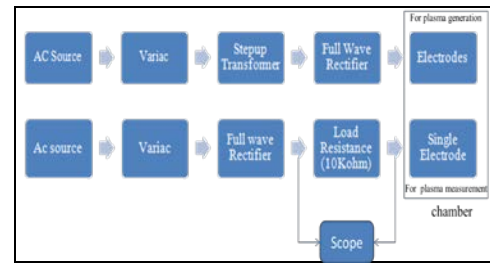 For plasma generation
AC Source
Variac
Stepup
Transformer
Full Wave
Rectifier
Electrodes
Ac source
Variac
Full wave
Rectifier
Load
Resistance
(10Kohm)
Single
Electrode
For plasma measurement
chamber
Scope